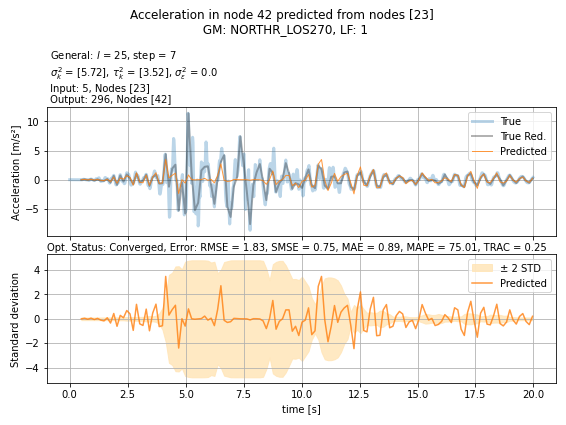 Acceleration in node 42 predicted from nodes [23]
GM: NORTHR_LOS270, LF: 1
General: l = 25, step = 7
σ²ₖ = [5.72], τ²ₖ = [3.52], σ²ε = 0.0
Input: 5, Nodes [23]
Output: 296, Nodes [42]
Acceleration [m/s²]
10
5
0
−5
True
True Red.
Predicted
Opt. Status: Converged, Error: RMSE = 1.83, SMSE = 0.75, MAE = 0.89, MAPE = 75.01, TRAC = 0.25
Standard deviation
4
2
0
−2
−4
± 2 STD
Predicted
0.0 2.5 5.0 7.5 10.0 12.5 15.0 17.5 20.0
time [s]